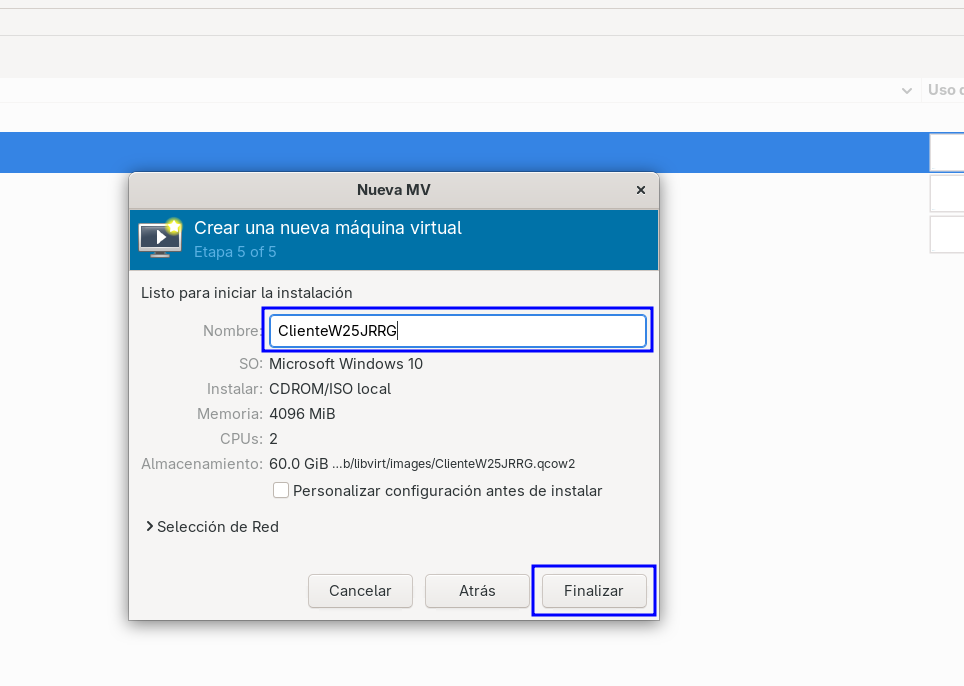 Uso
Nueva MV
Crear una nueva máquina virtual
Etapa 5 of 5
Listo para iniciar la instalación
Nombre: ClienteW25JRRG
SO: Microsoft Windows 10
Instalar: CDROM/ISO local
Memoria: 4096 MiB
CPUs: 2
Almacenamiento: 60.0 GiB ...b/libvirt/images/ClienteW25JRRG.qcow2
Personalizar configuración antes de instalar
Selección de Red
Cancelar Atrás Finalizar